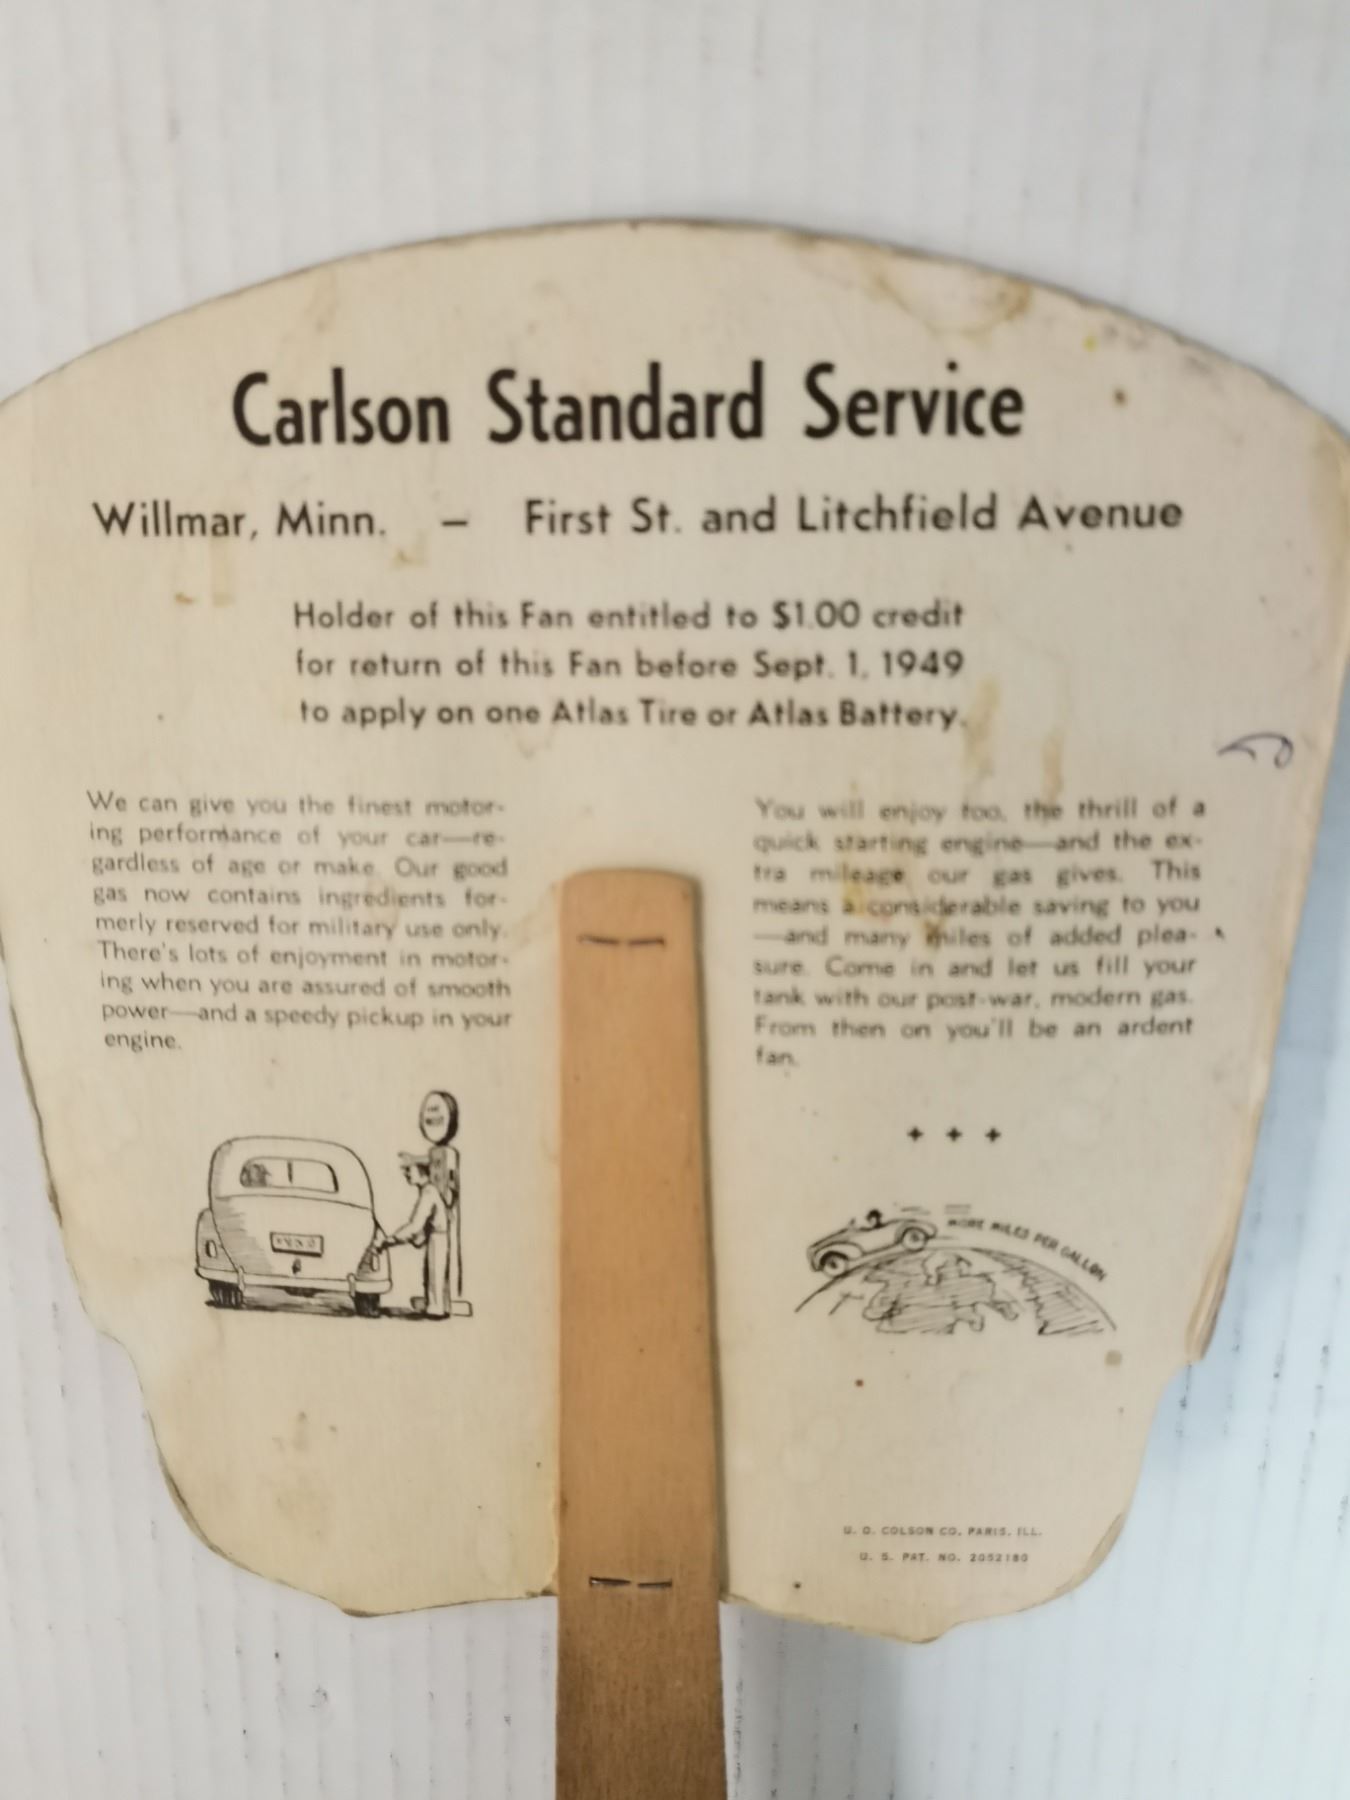 Carlson Standard Service
Willmar, Minn. — First St. and Litchfield Avenue
Holder of this Fan entitled to $1.00 credit
for return of this Fan before Sept. 1, 1949
to apply on one Atlas Tire or Atlas Battery.
We can give you the finest motor-
ing performance of your car—re-
gardless of age or make. Our good
gas now contains ingredients for-
merly reserved for military use only.
There's lots of enjoyment in motor-
ing when you are assured of smooth
power—and a speedy pickup in your
engine.
You will enjoy too, the thrill of a
quick starting engine—and the ex-
tra mileage our gas gives. This
means a considerable saving to you
—and many miles of added plea-
sure. Come in and let us fill your
tank with our post-war, modern gas.
From then on you'll be an ardent
fan.
MORE MILES PER GALLON
U. O. COLSON CO. PARIS, ILL.
U. S. PAT. NO. 2052180